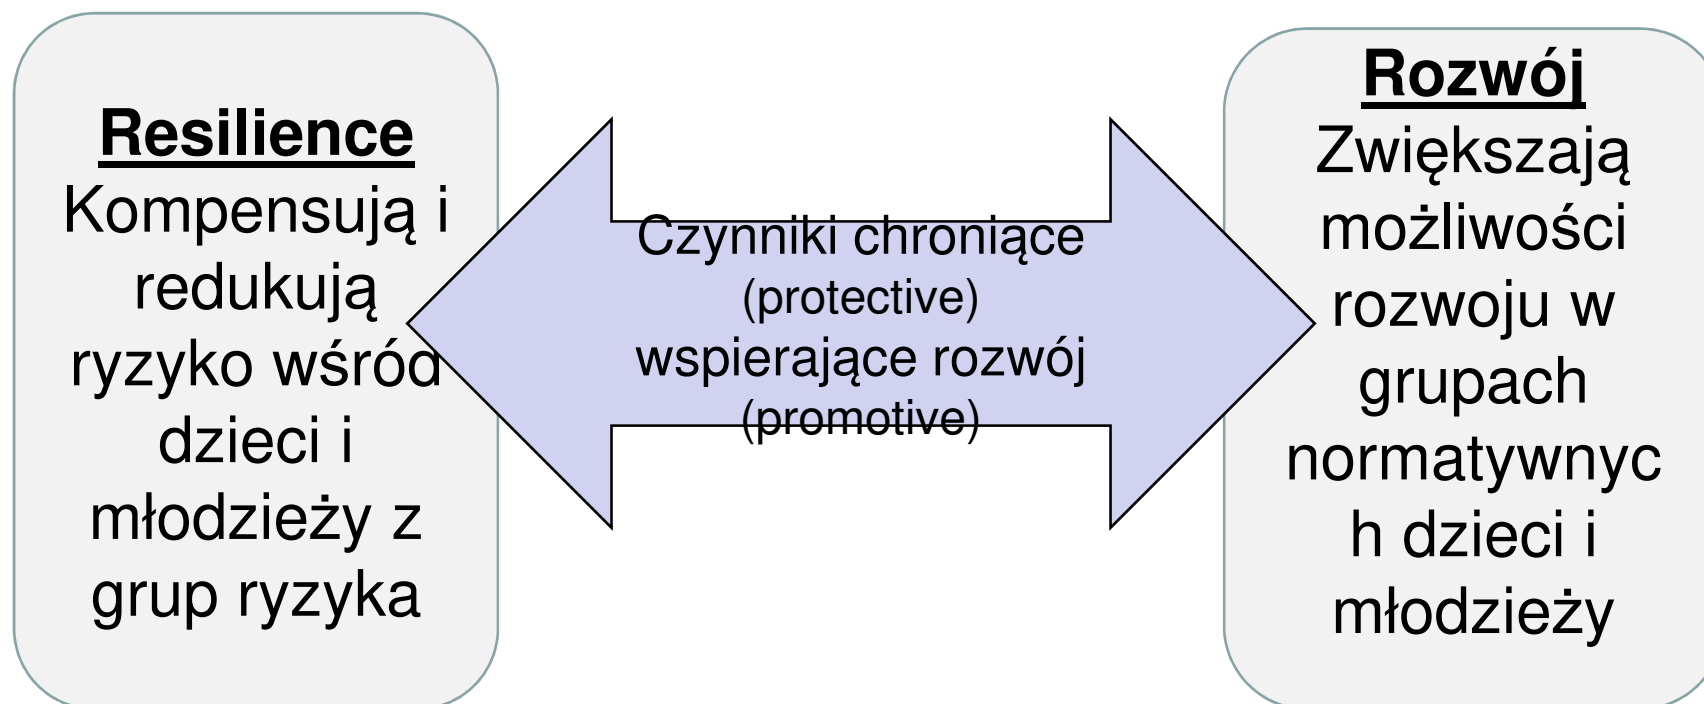 Resilience
Kompensują i
redukują
ryzyko wśród
dzieci i
młodzieży z
grup ryzyka
Czynniki chroniące
(protective)
wspierające rozwój
(promotive)
Rozwój
Zwiększają
możliwości
rozwoju w
grupach
normatywnyc
h dzieci i
młodzieży